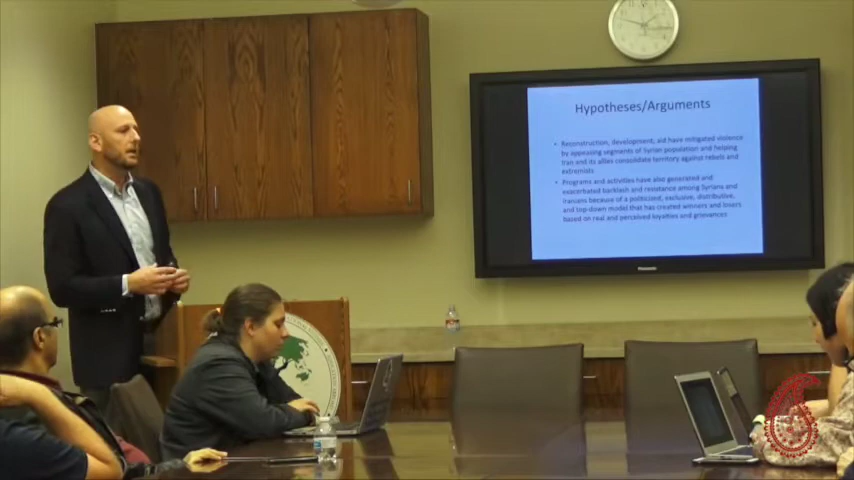 Hypotheses/Arguments
• Reconstruction, development, aid have mitigated violence
by appeasing segments of Syrian population and helping
Iran and its allies consolidate territory against rebels and
extremists
• Programs and activities have also generated and
exacerbated backlash and resistance among Syrians and
Iranians because of a politicized, exclusive, distributive,
and top-down model that has created winners and losers
based on real and perceived loyalties and grievances
Panasonic